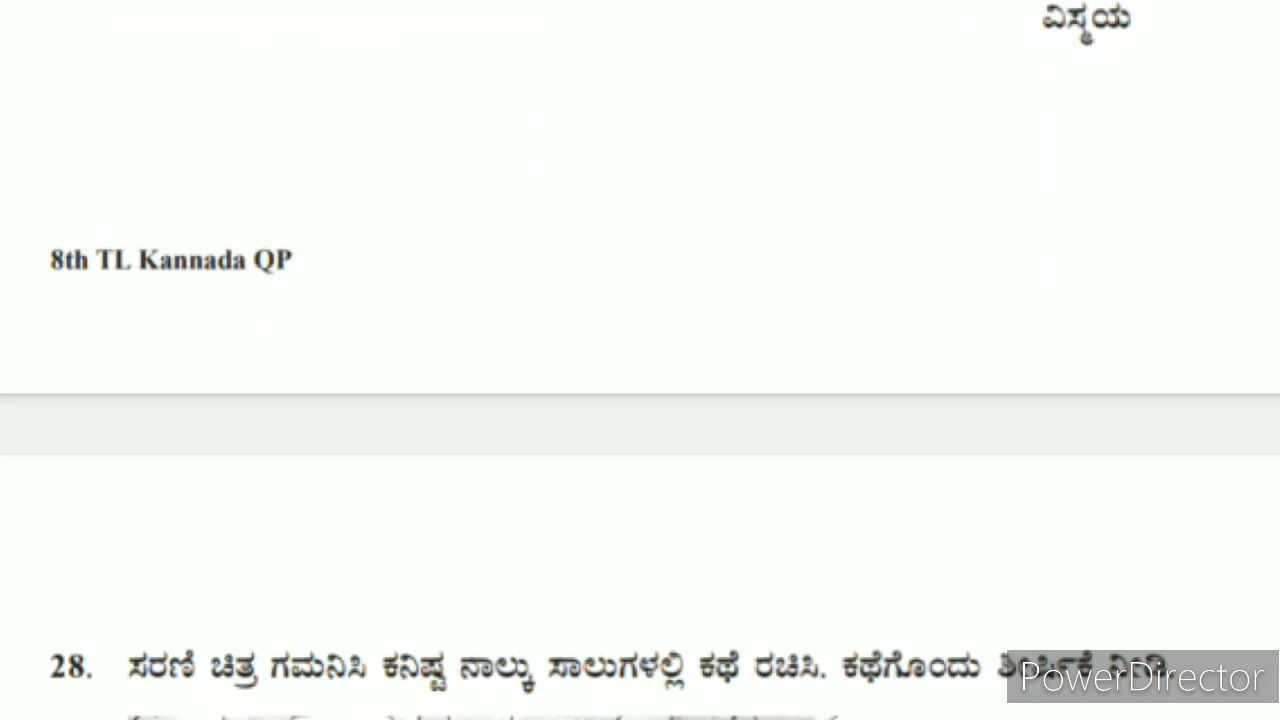 ವಿಸ್ಮಯ
8th TL Kannada QP
28. ಸರಣಿ ಚಿತ್ರ ಗಮನಿಸಿ ಕನಿಷ್ಟ ನಾಲ್ಕು ಸಾಲುಗಳಲ್ಲಿ ಕಥೆ ರಚಿಸಿ. ಕಥೆಗೊಂದು
PowerDirector